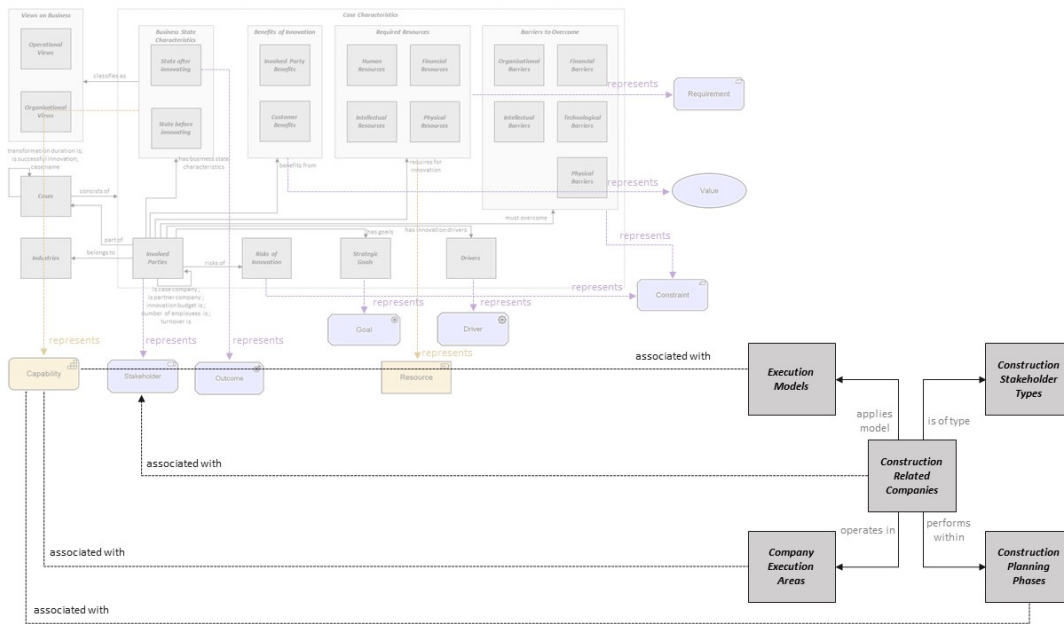 Views on Business
Operational
Views
Organisational
Views
Case Characteristics
Business State
Characteristics
State after
innovating
State before
innovating
Benefits of Innovation
Involved Party
Benefits
Customer
Benefits
Required Resources
Human
Resources
Financial
Resources
Intellectual
Resources
Physical
Resources
Barriers to Overcome
Organisational
Barriers
Financial
Barriers
Intellectual
Barriers
Technological
Barriers
Physical
Barriers
classifies as
represents
Requirement
transformation duration is;
is successful innovation;
case name
has business state
characteristics
benefits from
requires for
innovation
represents
Value
Cases
consists of
must overcome
part of
has goals
has innovation drivers
represents
Industries
belongs to
Involved
Parties
risks of
Risks of
Innovation
Strategic
Goals
Drivers
is case company;
is partner company;
innovation budget is;
number of employees is;
turnover is
represents
represents
represents
Constraint
Goal
Driver
represents
represents
represents
represents
Capability
Stakeholder
Outcome
Resource
associated with
Execution
Models
Construction
Stakeholder
Types
applies
model
is of type
associated with
Construction
Related
Companies
operates in
performs
within
associated with
Company
Execution
Areas
Construction
Planning
Phases
associated with